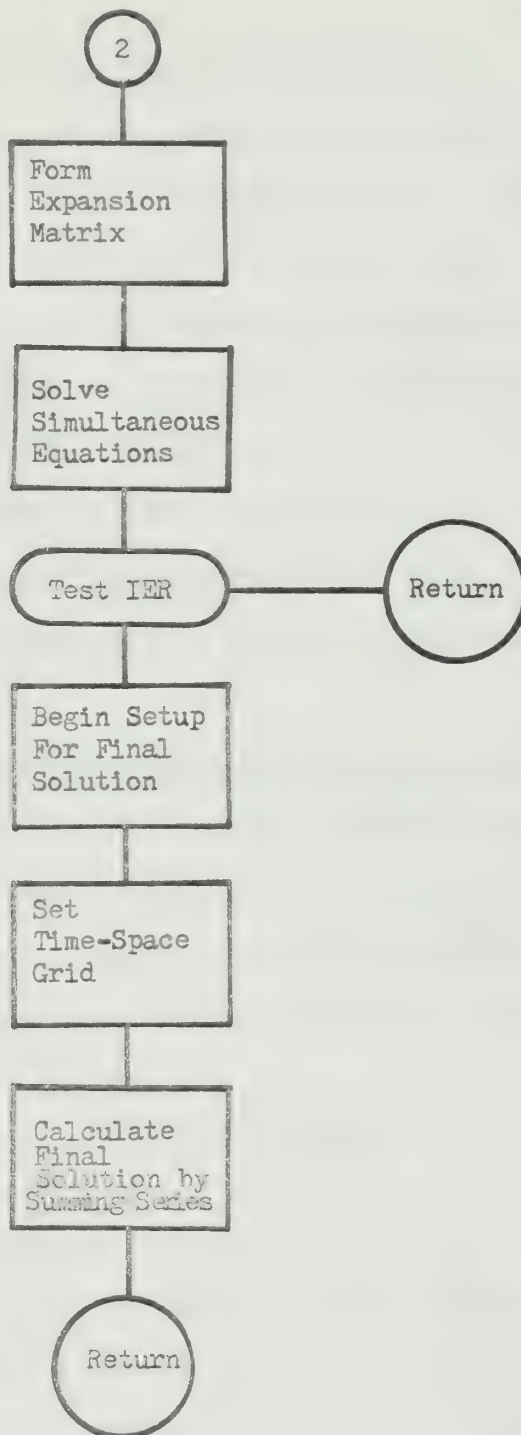 2
Form
Expansion
Matrix
Solve
Simultaneous
Equations
Test IER
Return
Begin Setup
For Final
Solution
Set
Time-Space
Grid
Calculate
Final
Solution by
Summing Series
Return